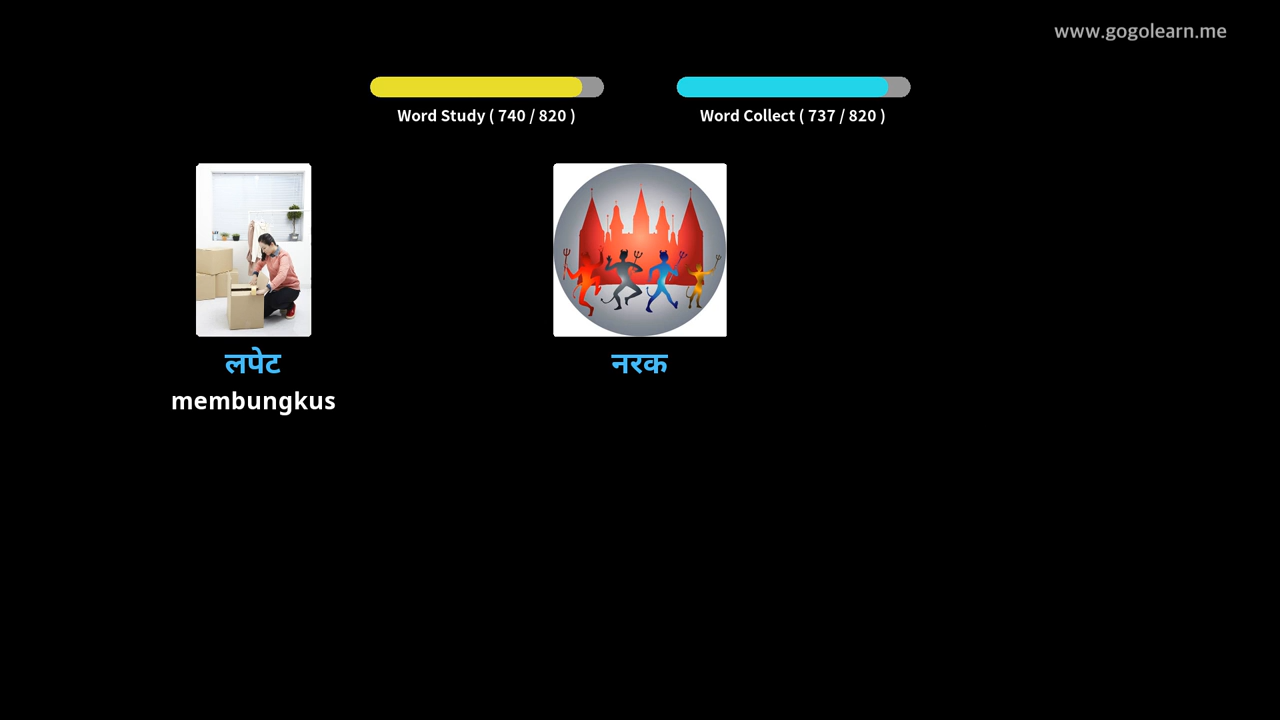 www.gogolearn.me
Word Study ( 740 / 820 )
Word Collect ( 737 / 820 )
लपेट
membungkus
नरक